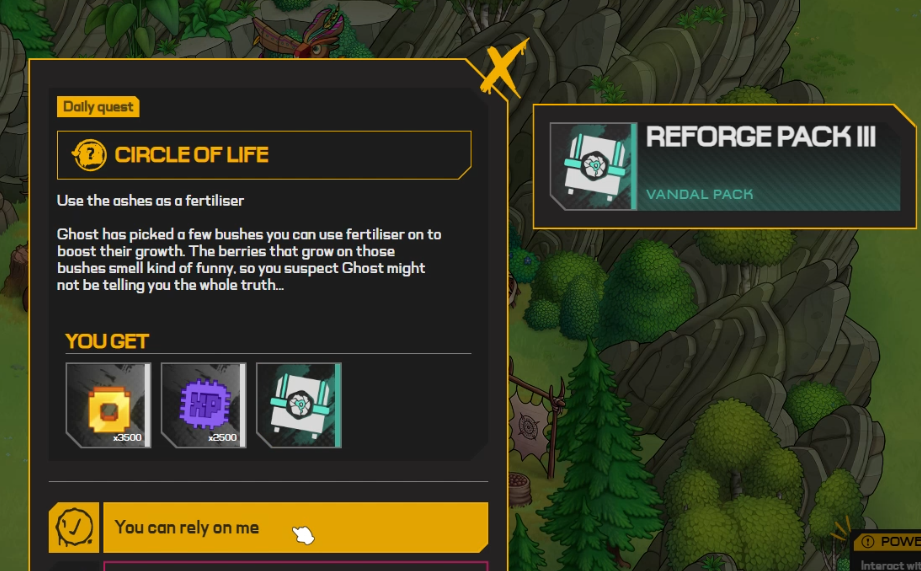 Daily quest
CIRCLE OF LIFE
Use the ashes as a fertiliser
Ghost has picked a few bushes you can use fertiliser on to
boost their growth. The berries that grow on those
bushes smell kind of funny, so you suspect Ghost might
not be telling you the whole truth...
YOU GET
x3500
XP
x2500
You can rely on me
REFORGE PACK III
VANDAL PACK
Interact